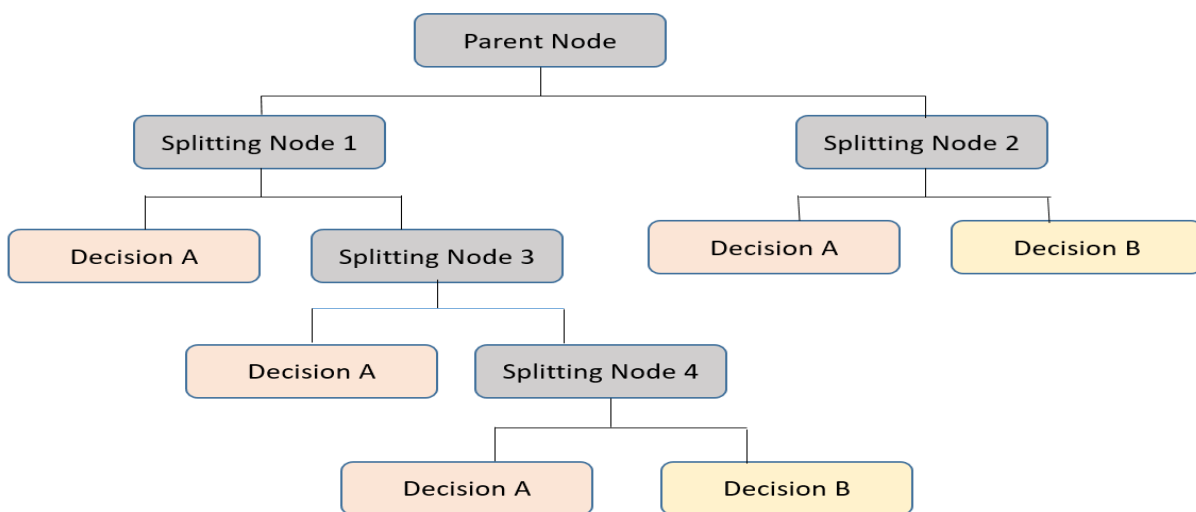 Parent Node
Splitting Node 1
Splitting Node 2
Decision A
Splitting Node 3
Decision A
Decision B
Decision A
Splitting Node 4
Decision A
Decision B